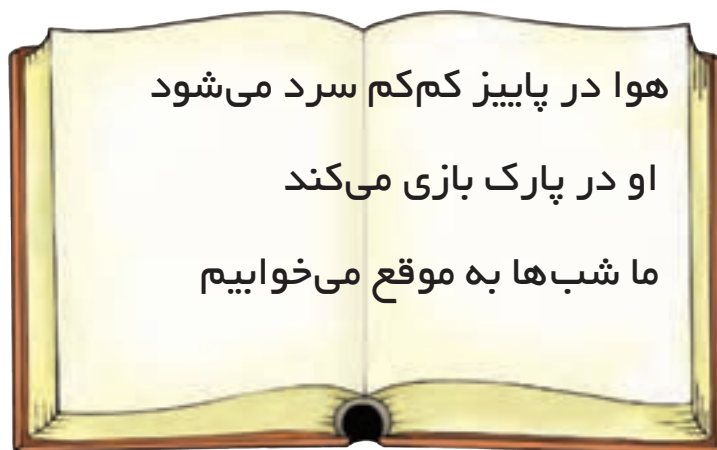 هوا در پاییز کم‌کم سرد می‌شود
او در پارک بازی می‌کند
ما شب‌ها به موقع می‌خوابیم